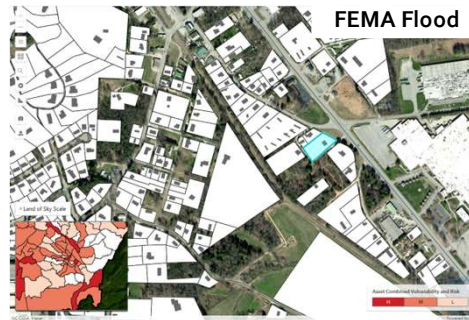 FEMA Flood
Land of Sky Scale
Asset Combined Vulnerability and Risk
H M L